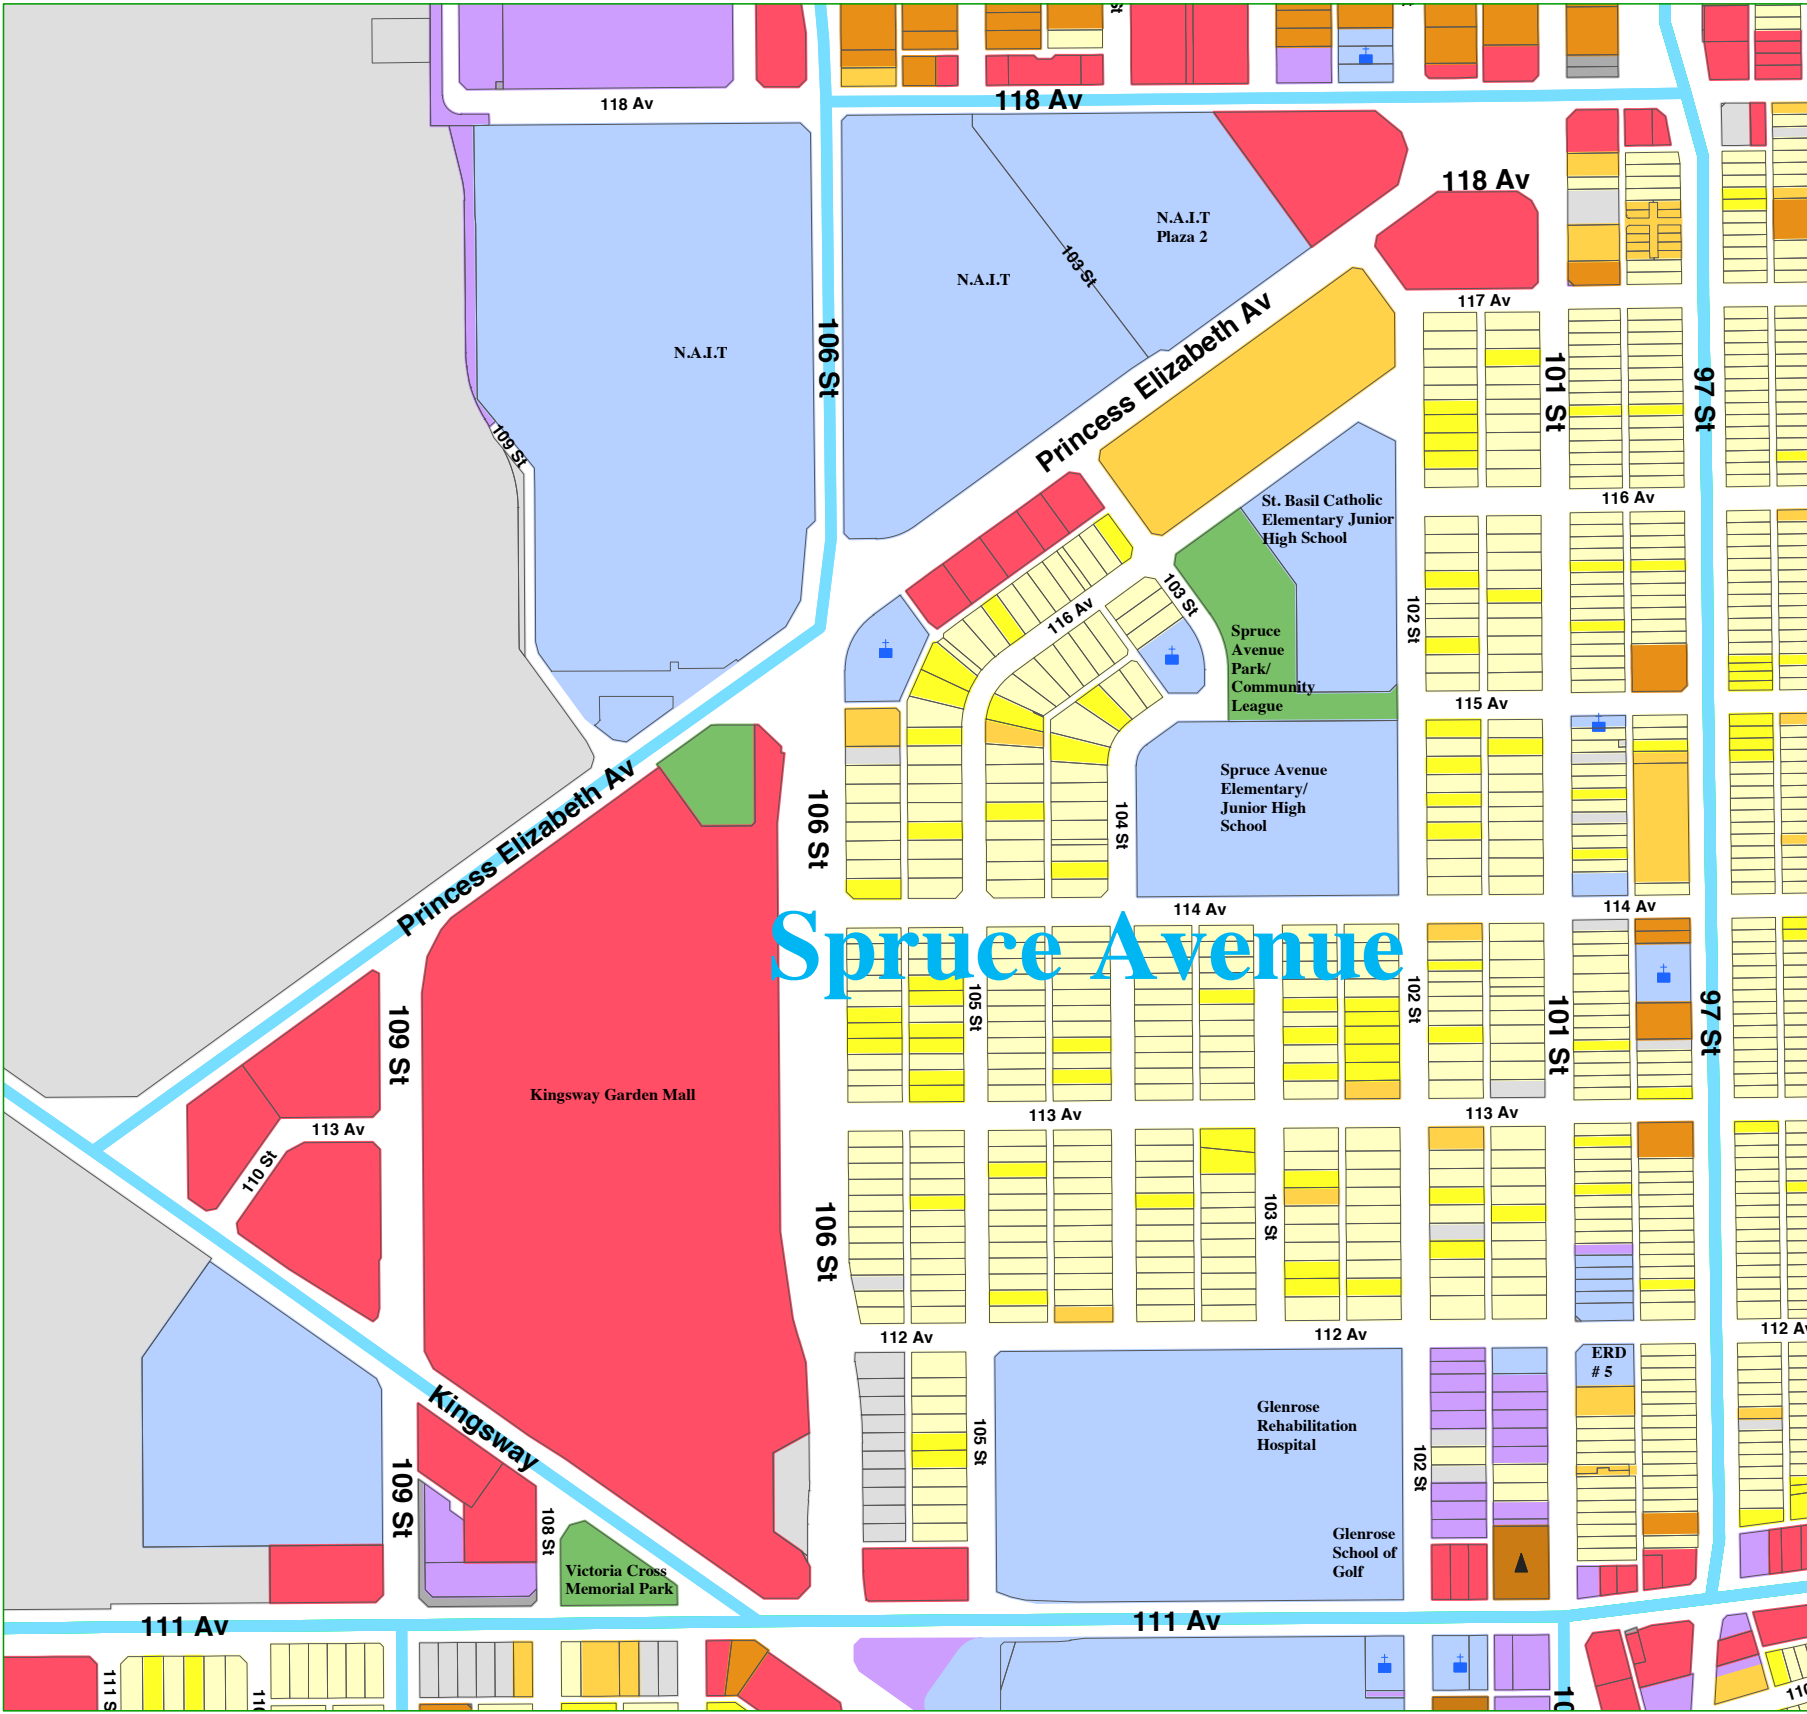 118 Av
118 Av
118 Av
N.A.I.T
Plaza 2
103 St
N.A.I.T
N.A.I.T
106 St
117 Av
Princess Elizabeth Av
101 St
97 St
109 St
116 Av
St. Basil Catholic
Elementary Junior
High School
103 St
116 Av
102 St
Spruce
Avenue
Park/
Community
League
115 Av
Princess Elizabeth Av
106 St
104 St
Spruce Avenue
Elementary/
Junior High
School
114 Av
114 Av
Spruce Avenue
105 St
102 St
101 St
97 St
109 St
Kingsway Garden Mall
113 Av
113 Av
113 Av
110 St
106 St
103 St
112 Av
112 Av
112 Av
ERD
# 5
Kingsway
Glenrose
Rehabilitation
Hospital
105 St
102 St
109 St
108 St
Glenrose
School of
Golf
Victoria Cross
Memorial Park
111 Av
111 Av
111 S
110
10
110